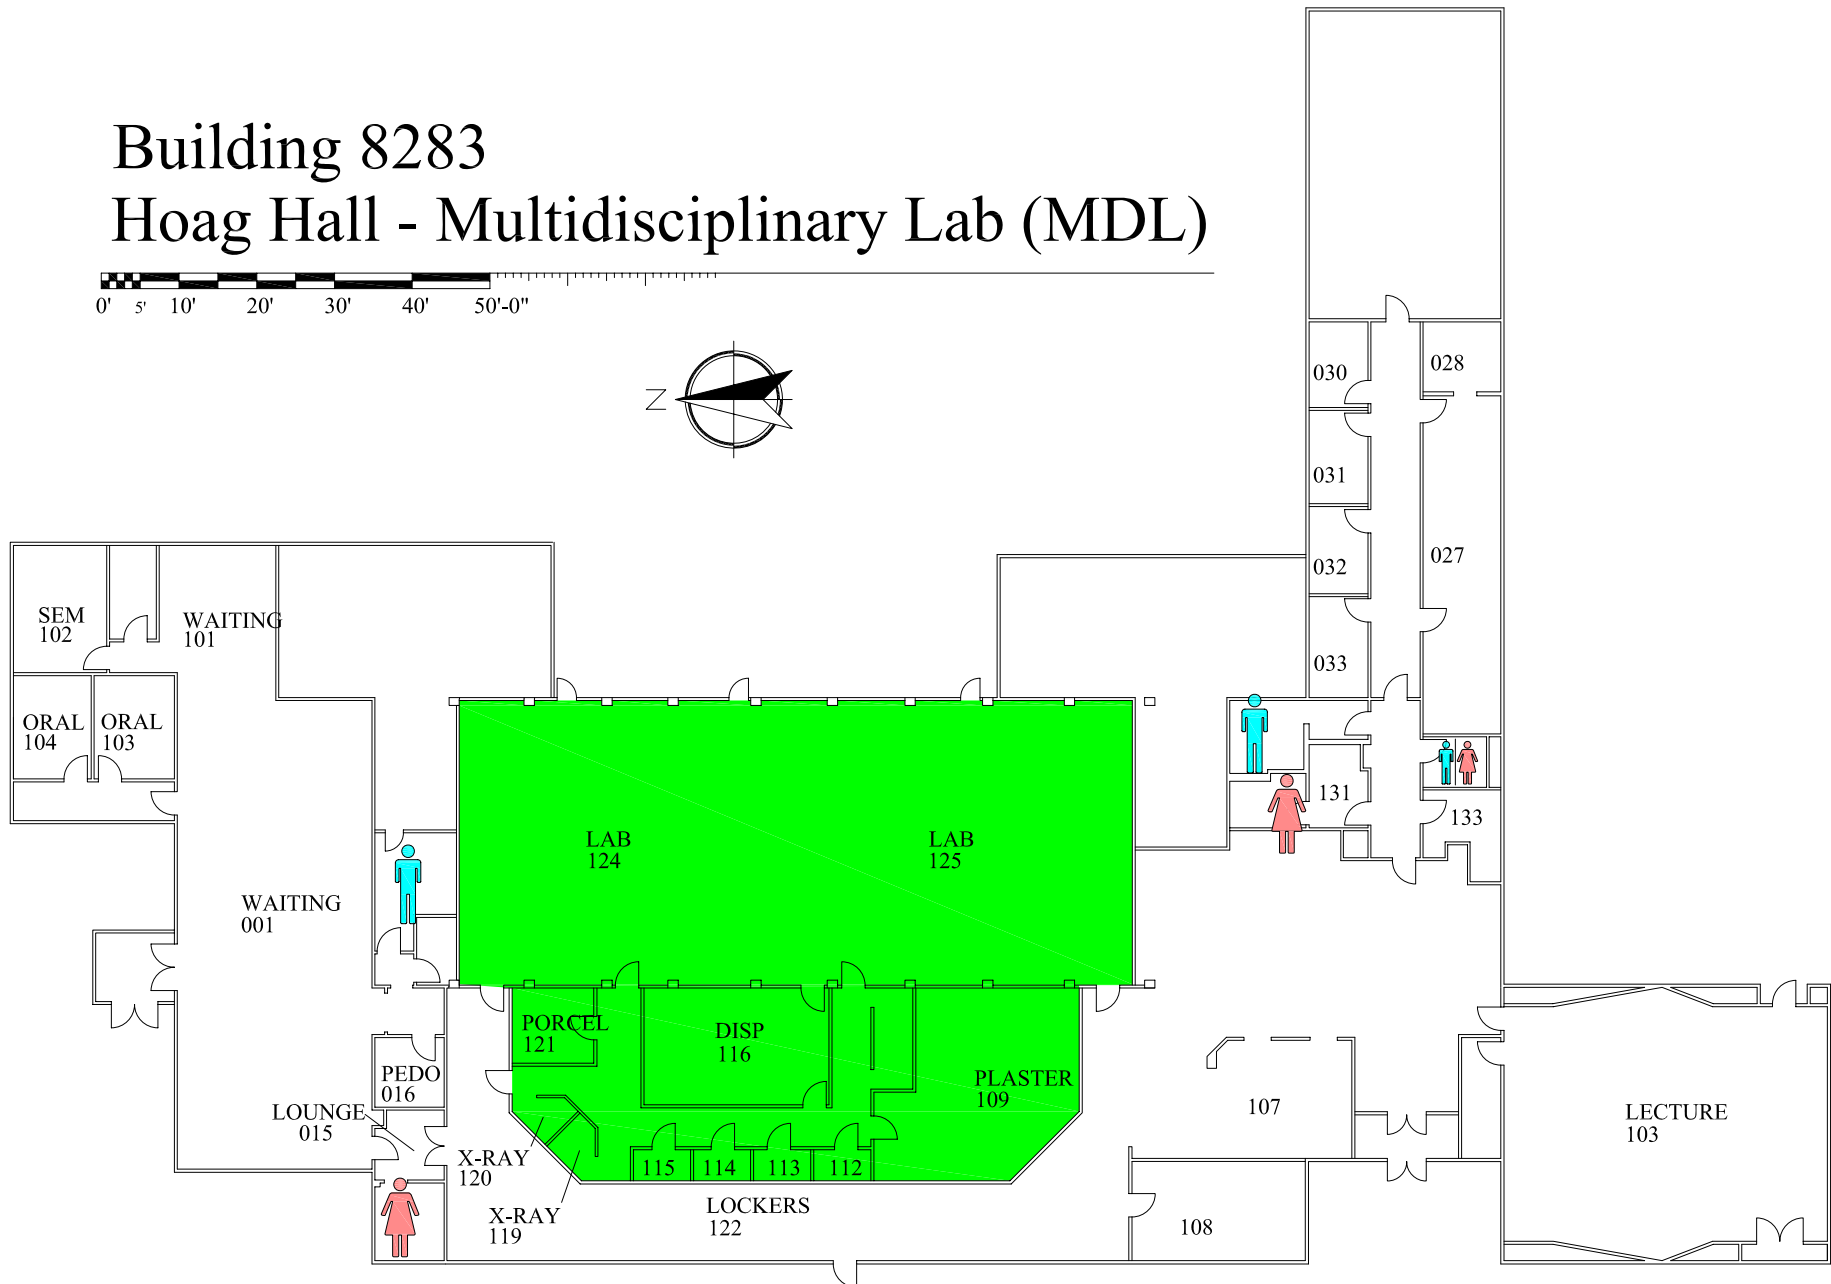 Building 8283
Hoag Hall - Multidisciplinary Lab (MDL)
0' 5' 10' 20' 30' 40' 50'-0"
N
030
028
031
032
027
033
SEM
102
WAITING
101
ORAL
104
ORAL
103
131
133
LAB
124
LAB
125
WAITING
001
PORCEL
121
DISP
116
PLASTER
109
PEDO
016
107
LECTURE
103
LOUNGE
015
X-RAY
120
115
114
113
112
X-RAY
119
LOCKERS
122
108